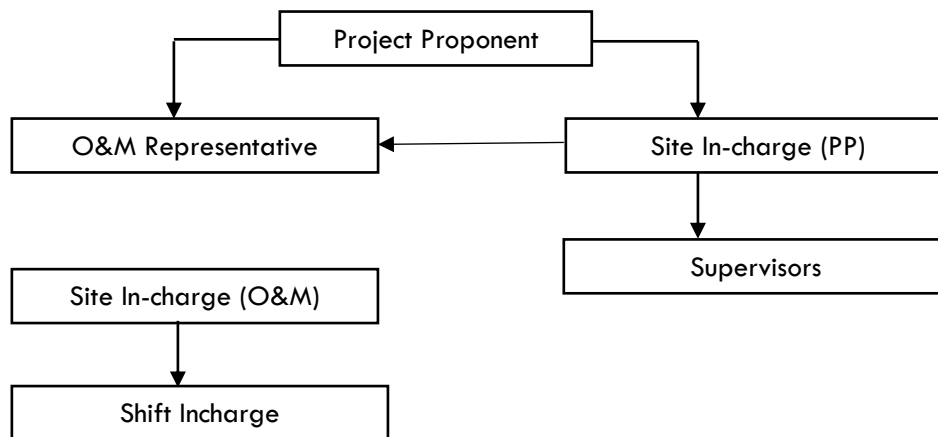 Project Proponent
O&M Representative
Site In-charge (PP)
Supervisors
Site In-charge (O&M)
Shift Incharge